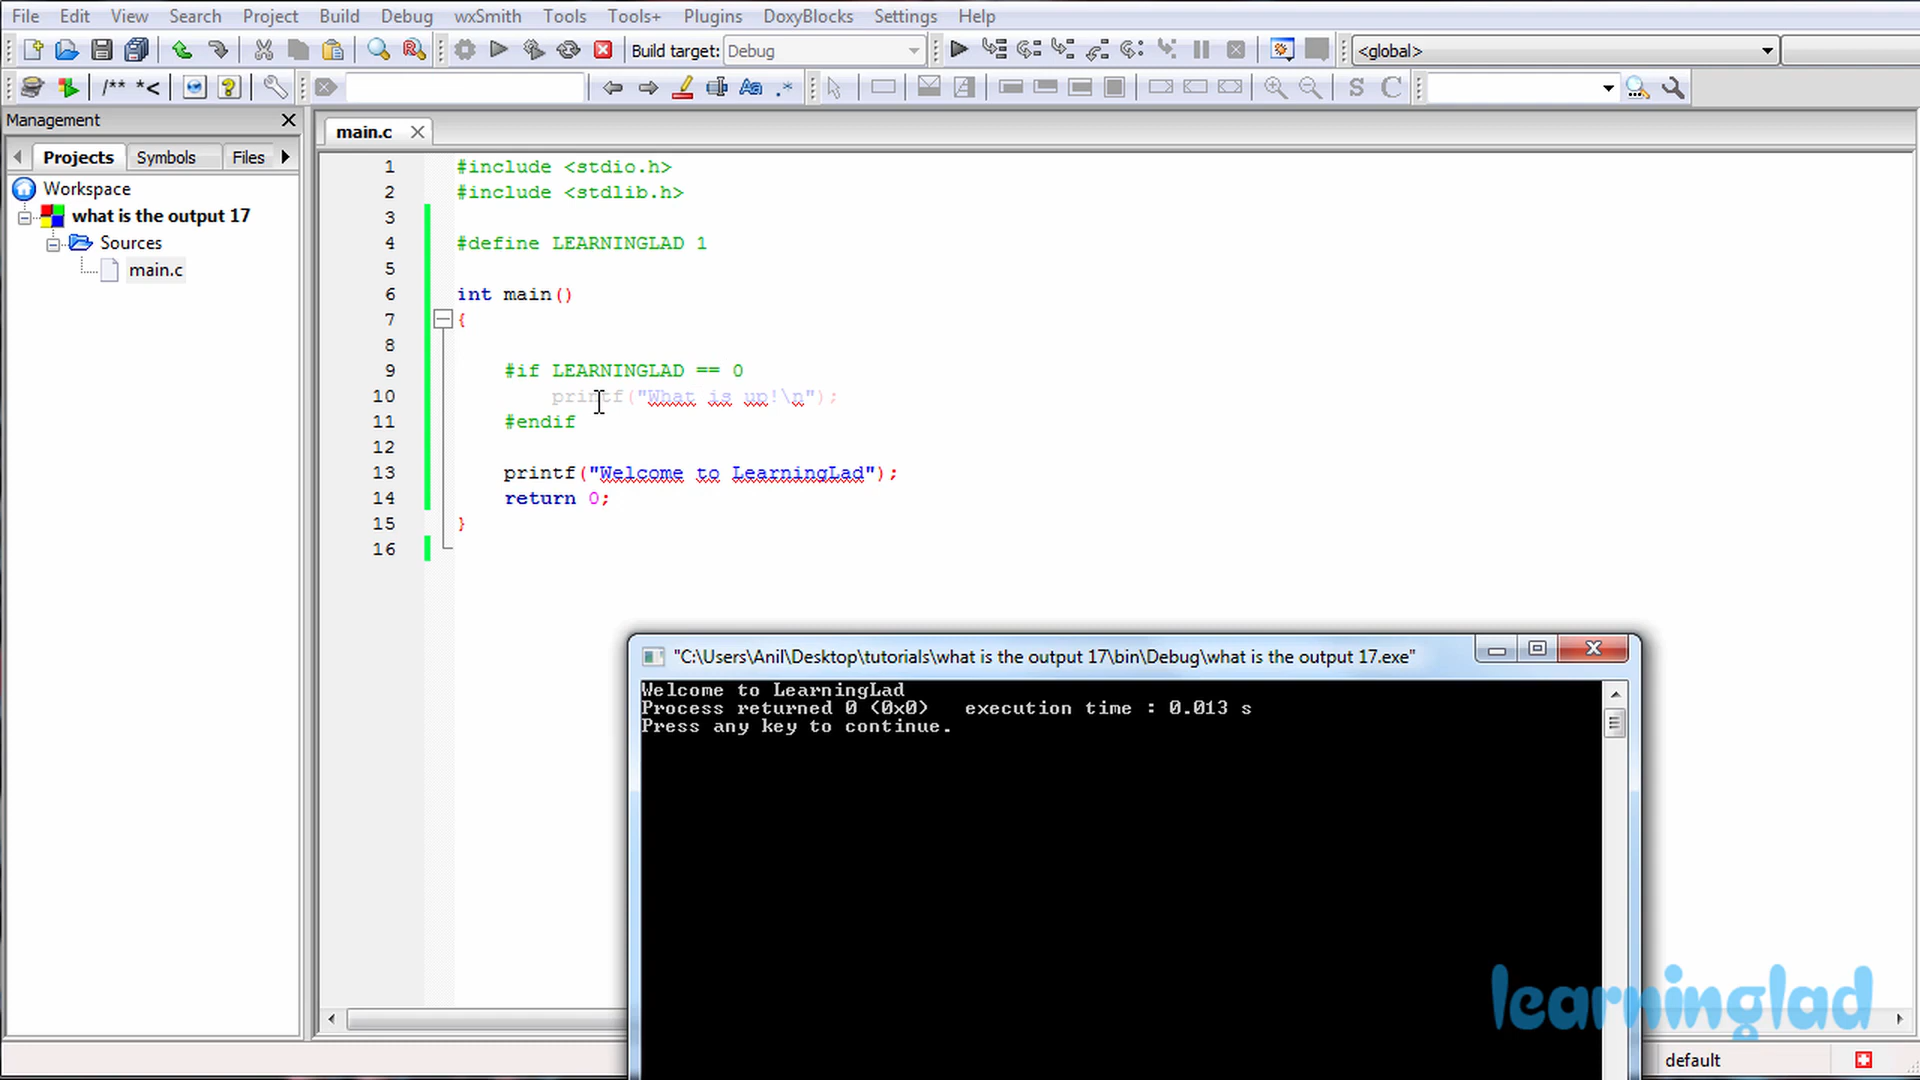 File Edit View Search Project Build Debug wxSmith Tools Tools+ Plugins DoxyBlocks Settings Help
Build target: Debug <global>
/** *< Aa .* S C
Management
main.c
Projects Symbols Files
Workspace
what is the output 17
Sources
main.c
1 #include <stdio.h>
2 #include <stdlib.h>
3
4 #define LEARNINGLAD 1
5
6 int main()
7 {
8
9 #if LEARNINGLAD == 0
10 printf("What is up!\n");
11 #endif
12
13 printf("Welcome to LearningLad");
14 return 0;
15 }
16
"C:\Users\Anil\Desktop\tutorials\what is the output 17\bin\Debug\what is the output 17.exe"
Welcome to LearningLad
Process returned 0 (0x0) execution time : 0.013 s
Press any key to continue.
learninglad
default